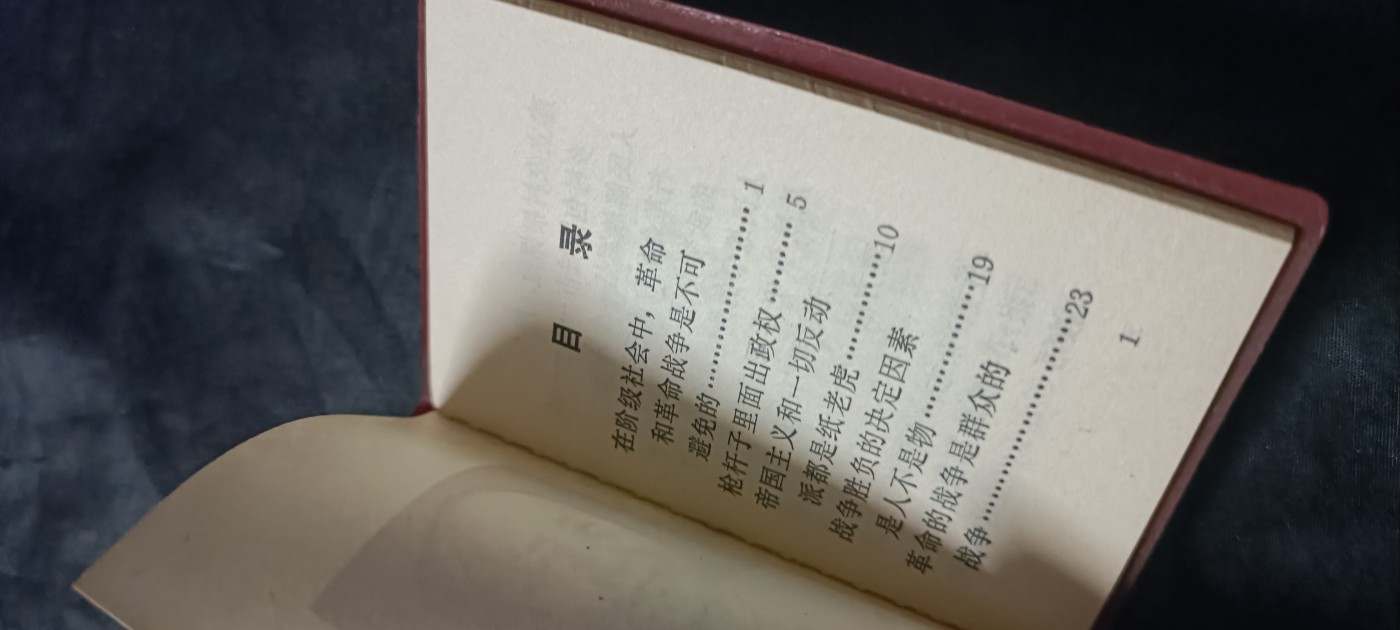 目 录
在阶级社会中，革命
和革命战争是不可
避免的………………1
枪杆子里面出政权………5
帝国主义和一切反动
派都是纸老虎…………10
战争胜负的决定因素
是人不是物……………19
革命的战争是群众的
战争……………………23
1